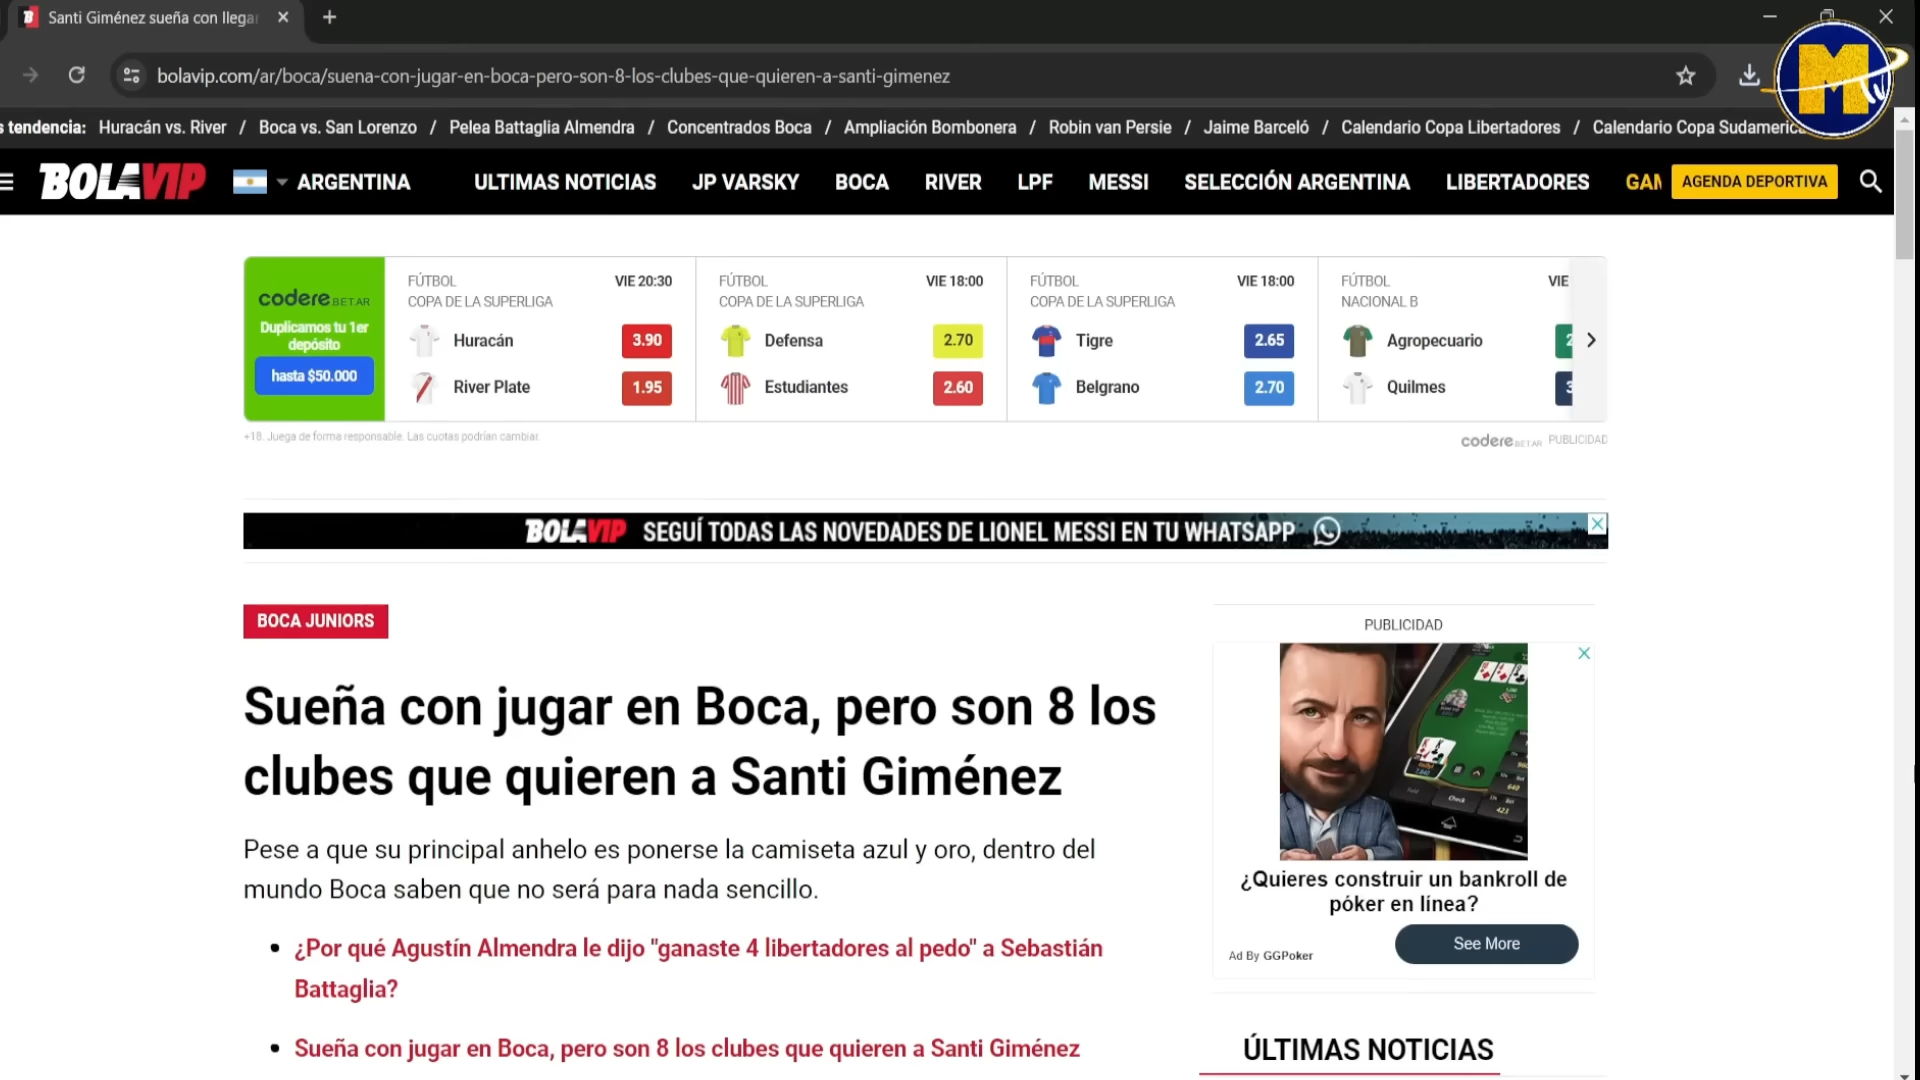 Santi Giménez sueña con llegar
bolavip.com/ar/boca/suena-con-jugar-en-boca-pero-son-8-los-clubes-que-quieren-a-santi-gimenez
s tendencia: Huracán vs. River / Boca vs. San Lorenzo / Pelea Battaglia Almendra / Concentrados Boca / Ampliación Bombonera / Robin van Persie / Jaime Barceló / Calendario Copa Libertadores / Calendario Copa Sudamerica
BOLAVIP ARGENTINA ULTIMAS NOTICIAS JP VARSKY BOCA RIVER LPF MESSI SELECCIÓN ARGENTINA LIBERTADORES GAM AGENDA DEPORTIVA
codere BET.AR
Duplicamos tu 1er
depósito
hasta $50.000
FÚTBOL VIE 20:30
COPA DE LA SUPERLIGA
Huracán 3.90
River Plate 1.95
FÚTBOL VIE 18:00
COPA DE LA SUPERLIGA
Defensa 2.70
Estudiantes 2.60
FÚTBOL VIE 18:00
COPA DE LA SUPERLIGA
Tigre 2.65
Belgrano 2.70
FÚTBOL VIE
NACIONAL B
Agropecuario 2
Quilmes 3
+18. Juega de forma responsable. Las cuotas podrían cambiar.
codere BET.AR PUBLICIDAD
BOLAVIP SEGUÍ TODAS LAS NOVEDADES DE LIONEL MESSI EN TU WHATSAPP
BOCA JUNIORS
Sueña con jugar en Boca, pero son 8 los
clubes que quieren a Santi Giménez
Pese a que su principal anhelo es ponerse la camiseta azul y oro, dentro del
mundo Boca saben que no será para nada sencillo.
• ¿Por qué Agustín Almendra le dijo "ganaste 4 libertadores al pedo" a Sebastián
Battaglia?
• Sueña con jugar en Boca, pero son 8 los clubes que quieren a Santi Giménez
PUBLICIDAD
¿Quieres construir un bankroll de
póker en línea?
Ad By GGPoker
See More
ÚLTIMAS NOTICIAS